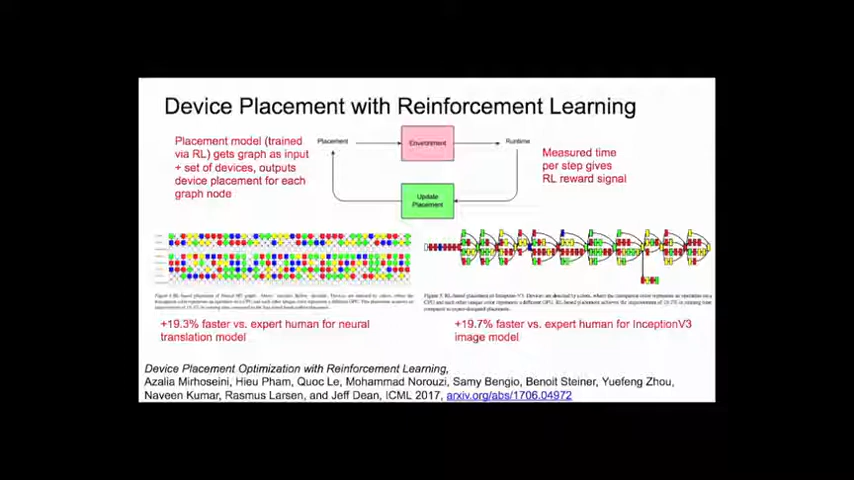 Device Placement with Reinforcement Learning
Placement model (trained
via RL) gets graph as input
+ set of devices, outputs
device placement for each
graph node
Placement
Environment
Runtime
Update
Placement
Measured time
per step gives
RL reward signal
+19.3% faster vs. expert human for neural
translation model
+19.7% faster vs. expert human for InceptionV3
image model
Device Placement Optimization with Reinforcement Learning,
Azalia Mirhoseini, Hieu Pham, Quoc Le, Mohammad Norouzi, Samy Bengio, Benoit Steiner, Yuefeng Zhou,
Naveen Kumar, Rasmus Larsen, and Jeff Dean, ICML 2017, arxiv.org/abs/1706.04972